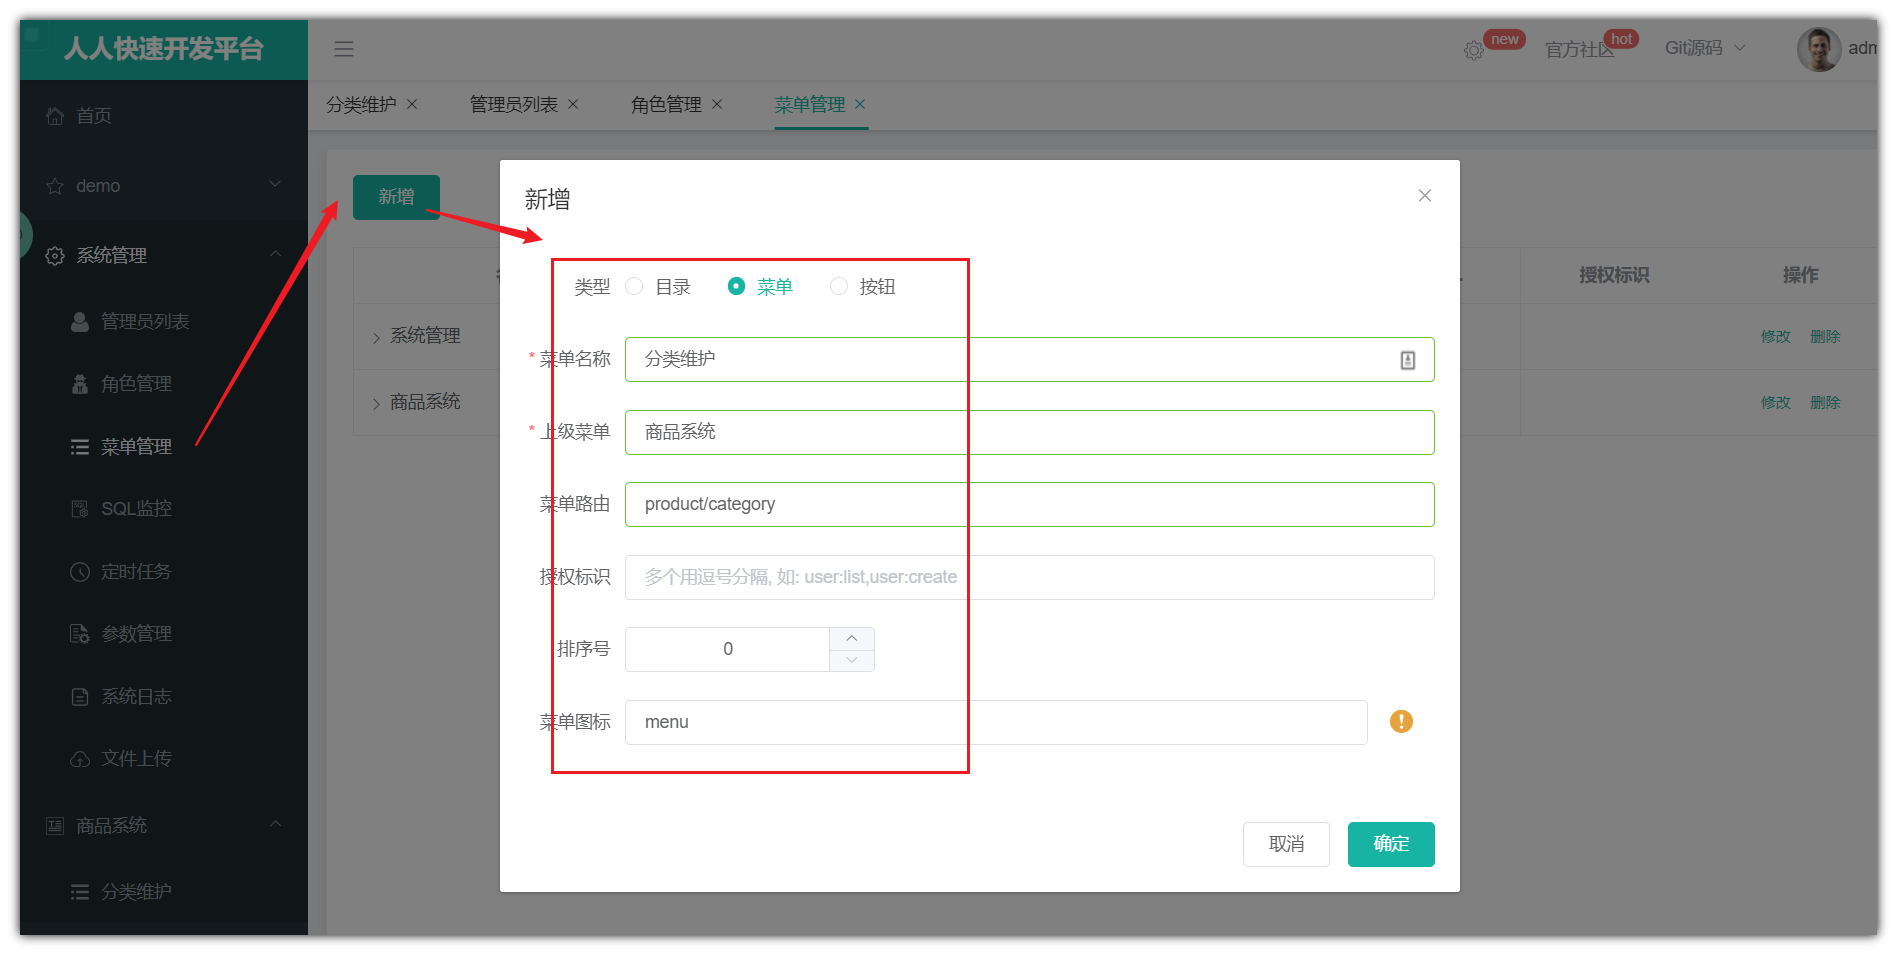 人人快速开发平台
new
官方社区
hot
Git源码
adm
首页
demo
系统管理
管理员列表
角色管理
菜单管理
SQL监控
定时任务
参数管理
系统日志
文件上传
商品系统
分类维护
分类维护
管理员列表
角色管理
菜单管理
新增
授权标识
操作
系统管理
修改 删除
商品系统
修改 删除
新增
类型 目录 菜单 按钮
* 菜单名称 分类维护
* 上级菜单 商品系统
菜单路由 product/category
授权标识 多个用逗号分隔, 如: user:list,user:create
排序号 0
菜单图标 menu
取消 确定